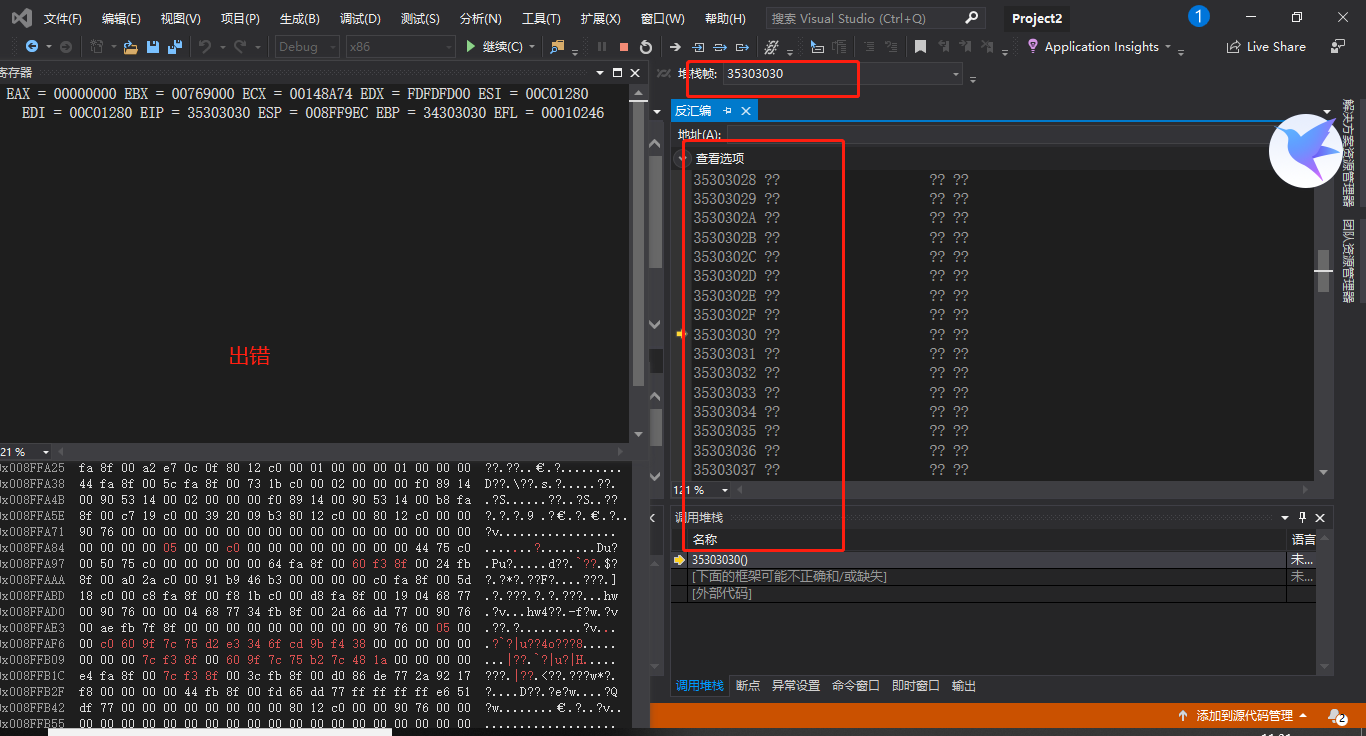 文件(F) 编辑(E) 视图(V) 项目(P) 生成(B) 调试(D) 测试(S) 分析(N) 工具(T) 扩展(X) 窗口(W) 帮助(H) 搜索 Visual Studio (Ctrl+Q) Project2 1
Debug x86 继续(C) Application Insights Live Share
寄存器
EAX = 00000000 EBX = 00769000 ECX = 00148A74 EDX = FDFDFD00 ESI = 00C01280
EDI = 00C01280 EIP = 35303030 ESP = 008FF9EC EBP = 34303030 EFL = 00010246
出错
21 %
0x008FFA25 fa 8f 00 a2 e7 0c 0f 80 12 c0 00 01 00 00 00 01 00 00 00 ??.??..€.?.........
0x008FFA38 44 fa 8f 00 5c fa 8f 00 73 1b c0 00 02 00 00 00 f0 89 14 D??.\??.s.?.....??.
0x008FFA4B 00 90 53 14 00 02 00 00 00 f0 89 14 00 90 53 14 00 b8 fa .?S......??..?S..??
0x008FFA5E 8f 00 c7 19 c0 00 39 20 09 b3 80 12 c0 00 80 12 c0 00 00 ?.?.?.9 .?€.?.€.?..
0x008FFA71 90 76 00 00 00 00 00 00 00 00 00 00 00 00 00 00 00 00 00 ?v.................
0x008FFA84 00 00 00 00 05 00 00 c0 00 00 00 00 00 00 00 00 44 75 c0 .......?........Du?
0x008FFA97 00 50 75 c0 00 00 00 00 00 64 fa 8f 00 60 f3 8f 00 24 fb .Pu?.....d??.`??.$?
0x008FFAAA 8f 00 a0 2a c0 00 91 b9 46 b3 00 00 00 00 c0 fa 8f 00 5d ?.?*?.??F?....???.]
0x008FFABD 18 c0 00 c8 fa 8f 00 f8 1b c0 00 d8 fa 8f 00 19 04 68 77 .?.???.?.?.???...hw
0x008FFAD0 00 90 76 00 00 04 68 77 34 fb 8f 00 2d 66 dd 77 00 90 76 .?v...hw4??.-f?w.?v
0x008FFAE3 00 ae fb 7f 8f 00 00 00 00 00 00 00 00 00 90 76 00 05 00 .??.?.........?v...
0x008FFAF6 00 c0 60 9f 7c 75 d2 e3 34 6f cd 9b f4 38 00 00 00 00 00 .?`?|u??4o???8.....
0x008FFB09 00 00 00 7c f3 8f 00 60 9f 7c 75 b2 7c 48 1a 00 00 00 00 ...|??.`?|u?|H.....
0x008FFB1C e4 fa 8f 00 7c f3 8f 00 3c fb 8f 00 d0 86 de 77 2a 92 17 ???.|??.<??.???w*?.
0x008FFB2F f8 00 00 00 00 44 fb 8f 00 fd 65 dd 77 ff ff ff ff e6 51 ?....D??.?e?w....?Q
0x008FFB42 df 77 00 00 00 00 00 00 00 00 80 12 c0 00 00 90 76 00 00 ?w........€.?..?v..
0x008FFB55 00 00 00 00 00 00 00 00 00 00 00 00 00 00 00 00 00 00 00 ...................
堆栈帧: 35303030
反汇编
地址(A):
查看选项
35303028 ?? ?? ??
35303029 ?? ?? ??
3530302A ?? ?? ??
3530302B ?? ?? ??
3530302C ?? ?? ??
3530302D ?? ?? ??
3530302E ?? ?? ??
3530302F ?? ?? ??
35303030 ?? ?? ??
35303031 ?? ?? ??
35303032 ?? ?? ??
35303033 ?? ?? ??
35303034 ?? ?? ??
35303035 ?? ?? ??
35303036 ?? ?? ??
35303037 ?? ?? ??
121 %
调用堆栈
名称 语言
35303030() 未...
[下面的框架可能不正确和/或缺失] 未...
[外部代码]
调用堆栈 断点 异常设置 命令窗口 即时窗口 输出
添加到源代码管理 2
解决方案资源管理器
团队资源管理器